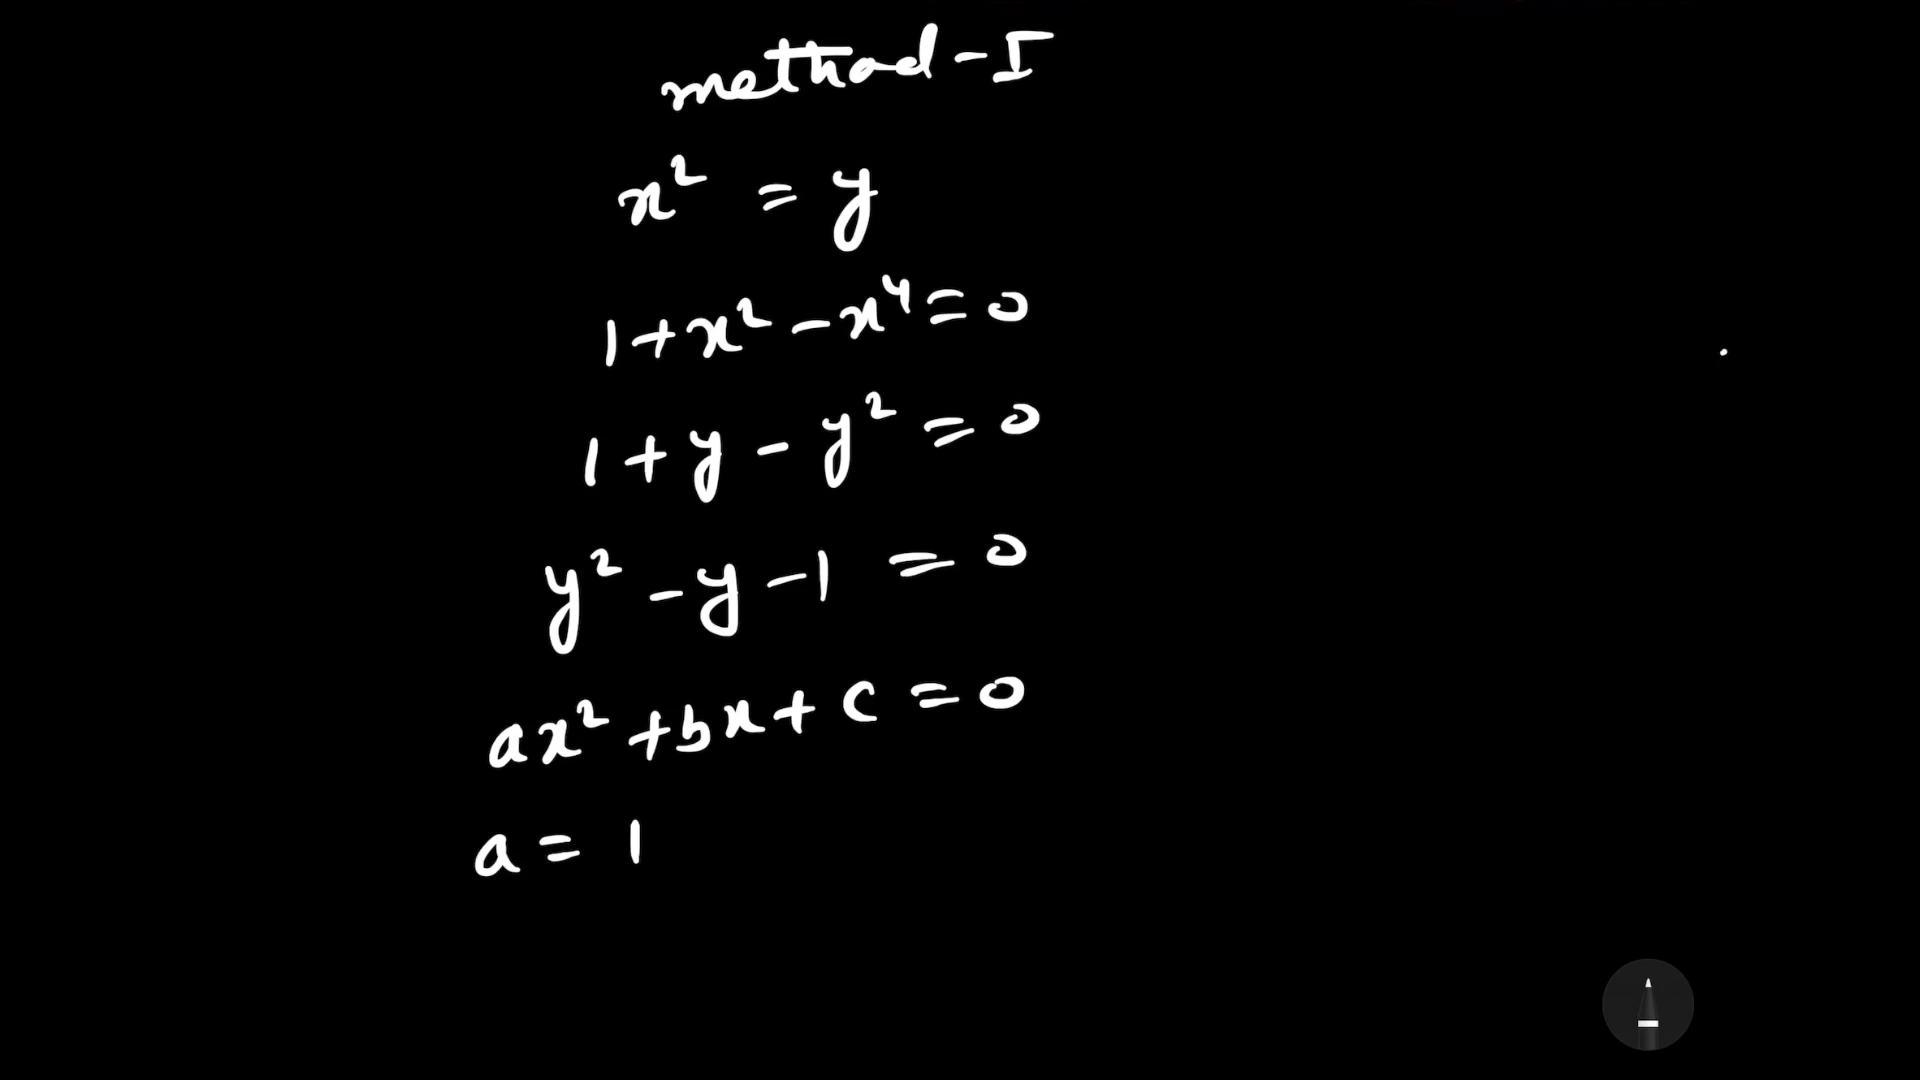 method-I
x² = y
1+x²-x⁴=0
1+y-y²=0
y²-y-1=0
ax²+bx+c=0
a=1